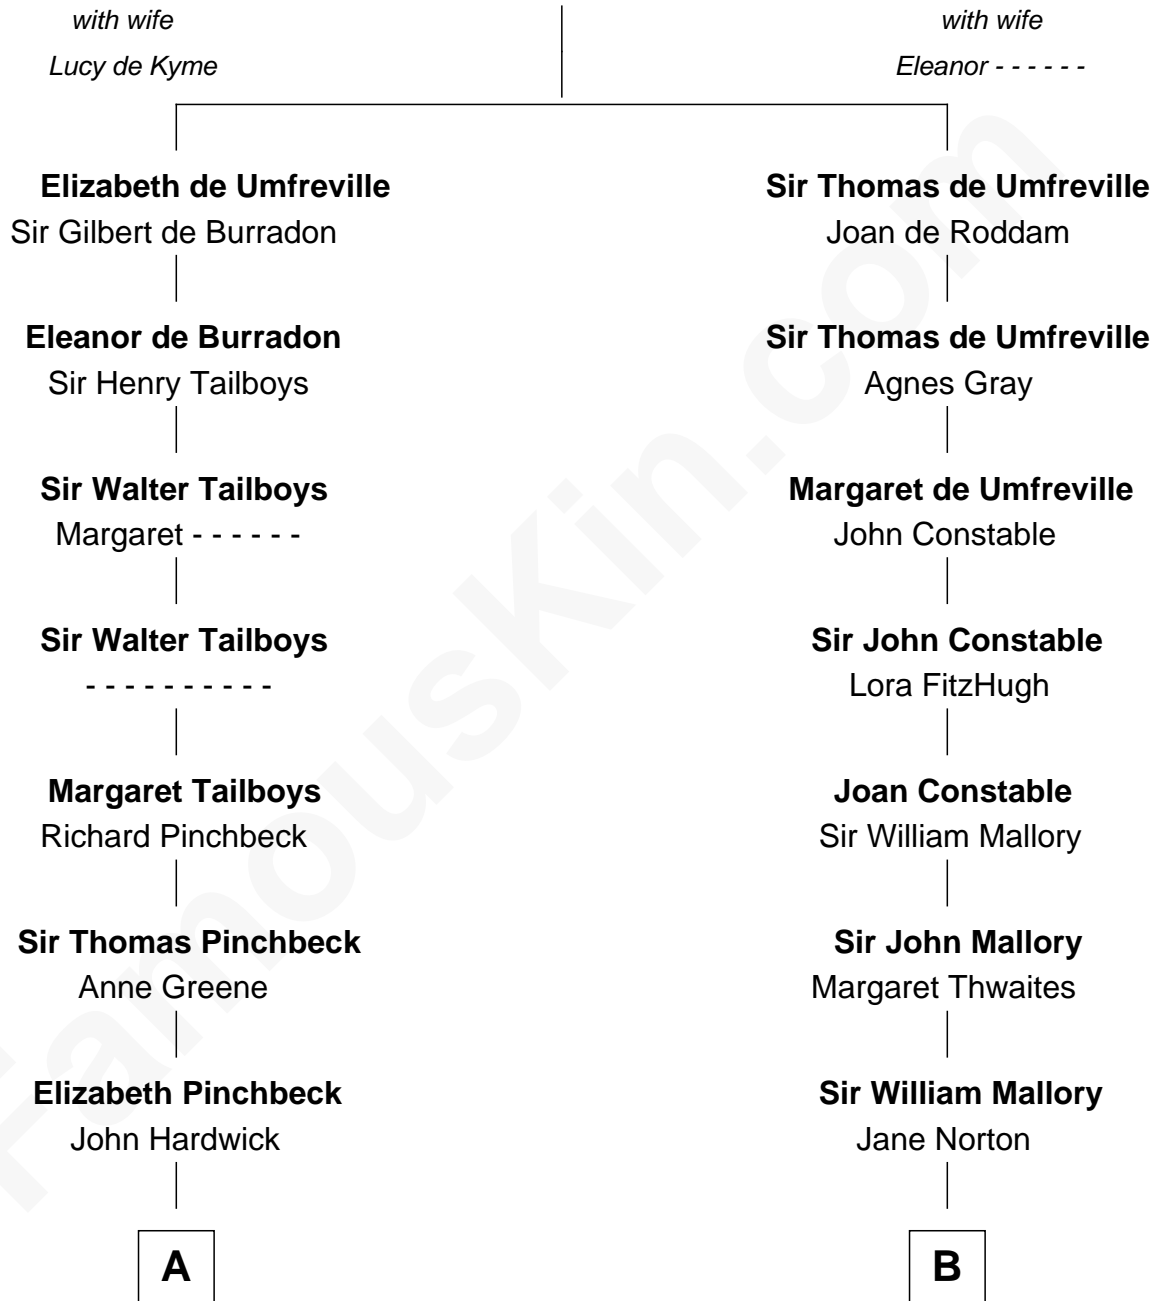 with wife
Lucy de Kyme
with wife
Eleanor - - - - - -
Elizabeth de Umfreville
Sir Gilbert de Burradon
Sir Thomas de Umfreville
Joan de Roddam
Eleanor de Burradon
Sir Henry Tailboys
Sir Thomas de Umfreville
Agnes Gray
Sir Walter Tailboys
Margaret - - - - - -
Margaret de Umfreville
John Constable
Sir Walter Tailboys
- - - - - - - - - -
Sir John Constable
Lora FitzHugh
Margaret Tailboys
Richard Pinchbeck
Joan Constable
Sir William Mallory
Sir Thomas Pinchbeck
Anne Greene
Sir John Mallory
Margaret Thwaites
Elizabeth Pinchbeck
John Hardwick
Sir William Mallory
Jane Norton
A
B
FamousKin.com